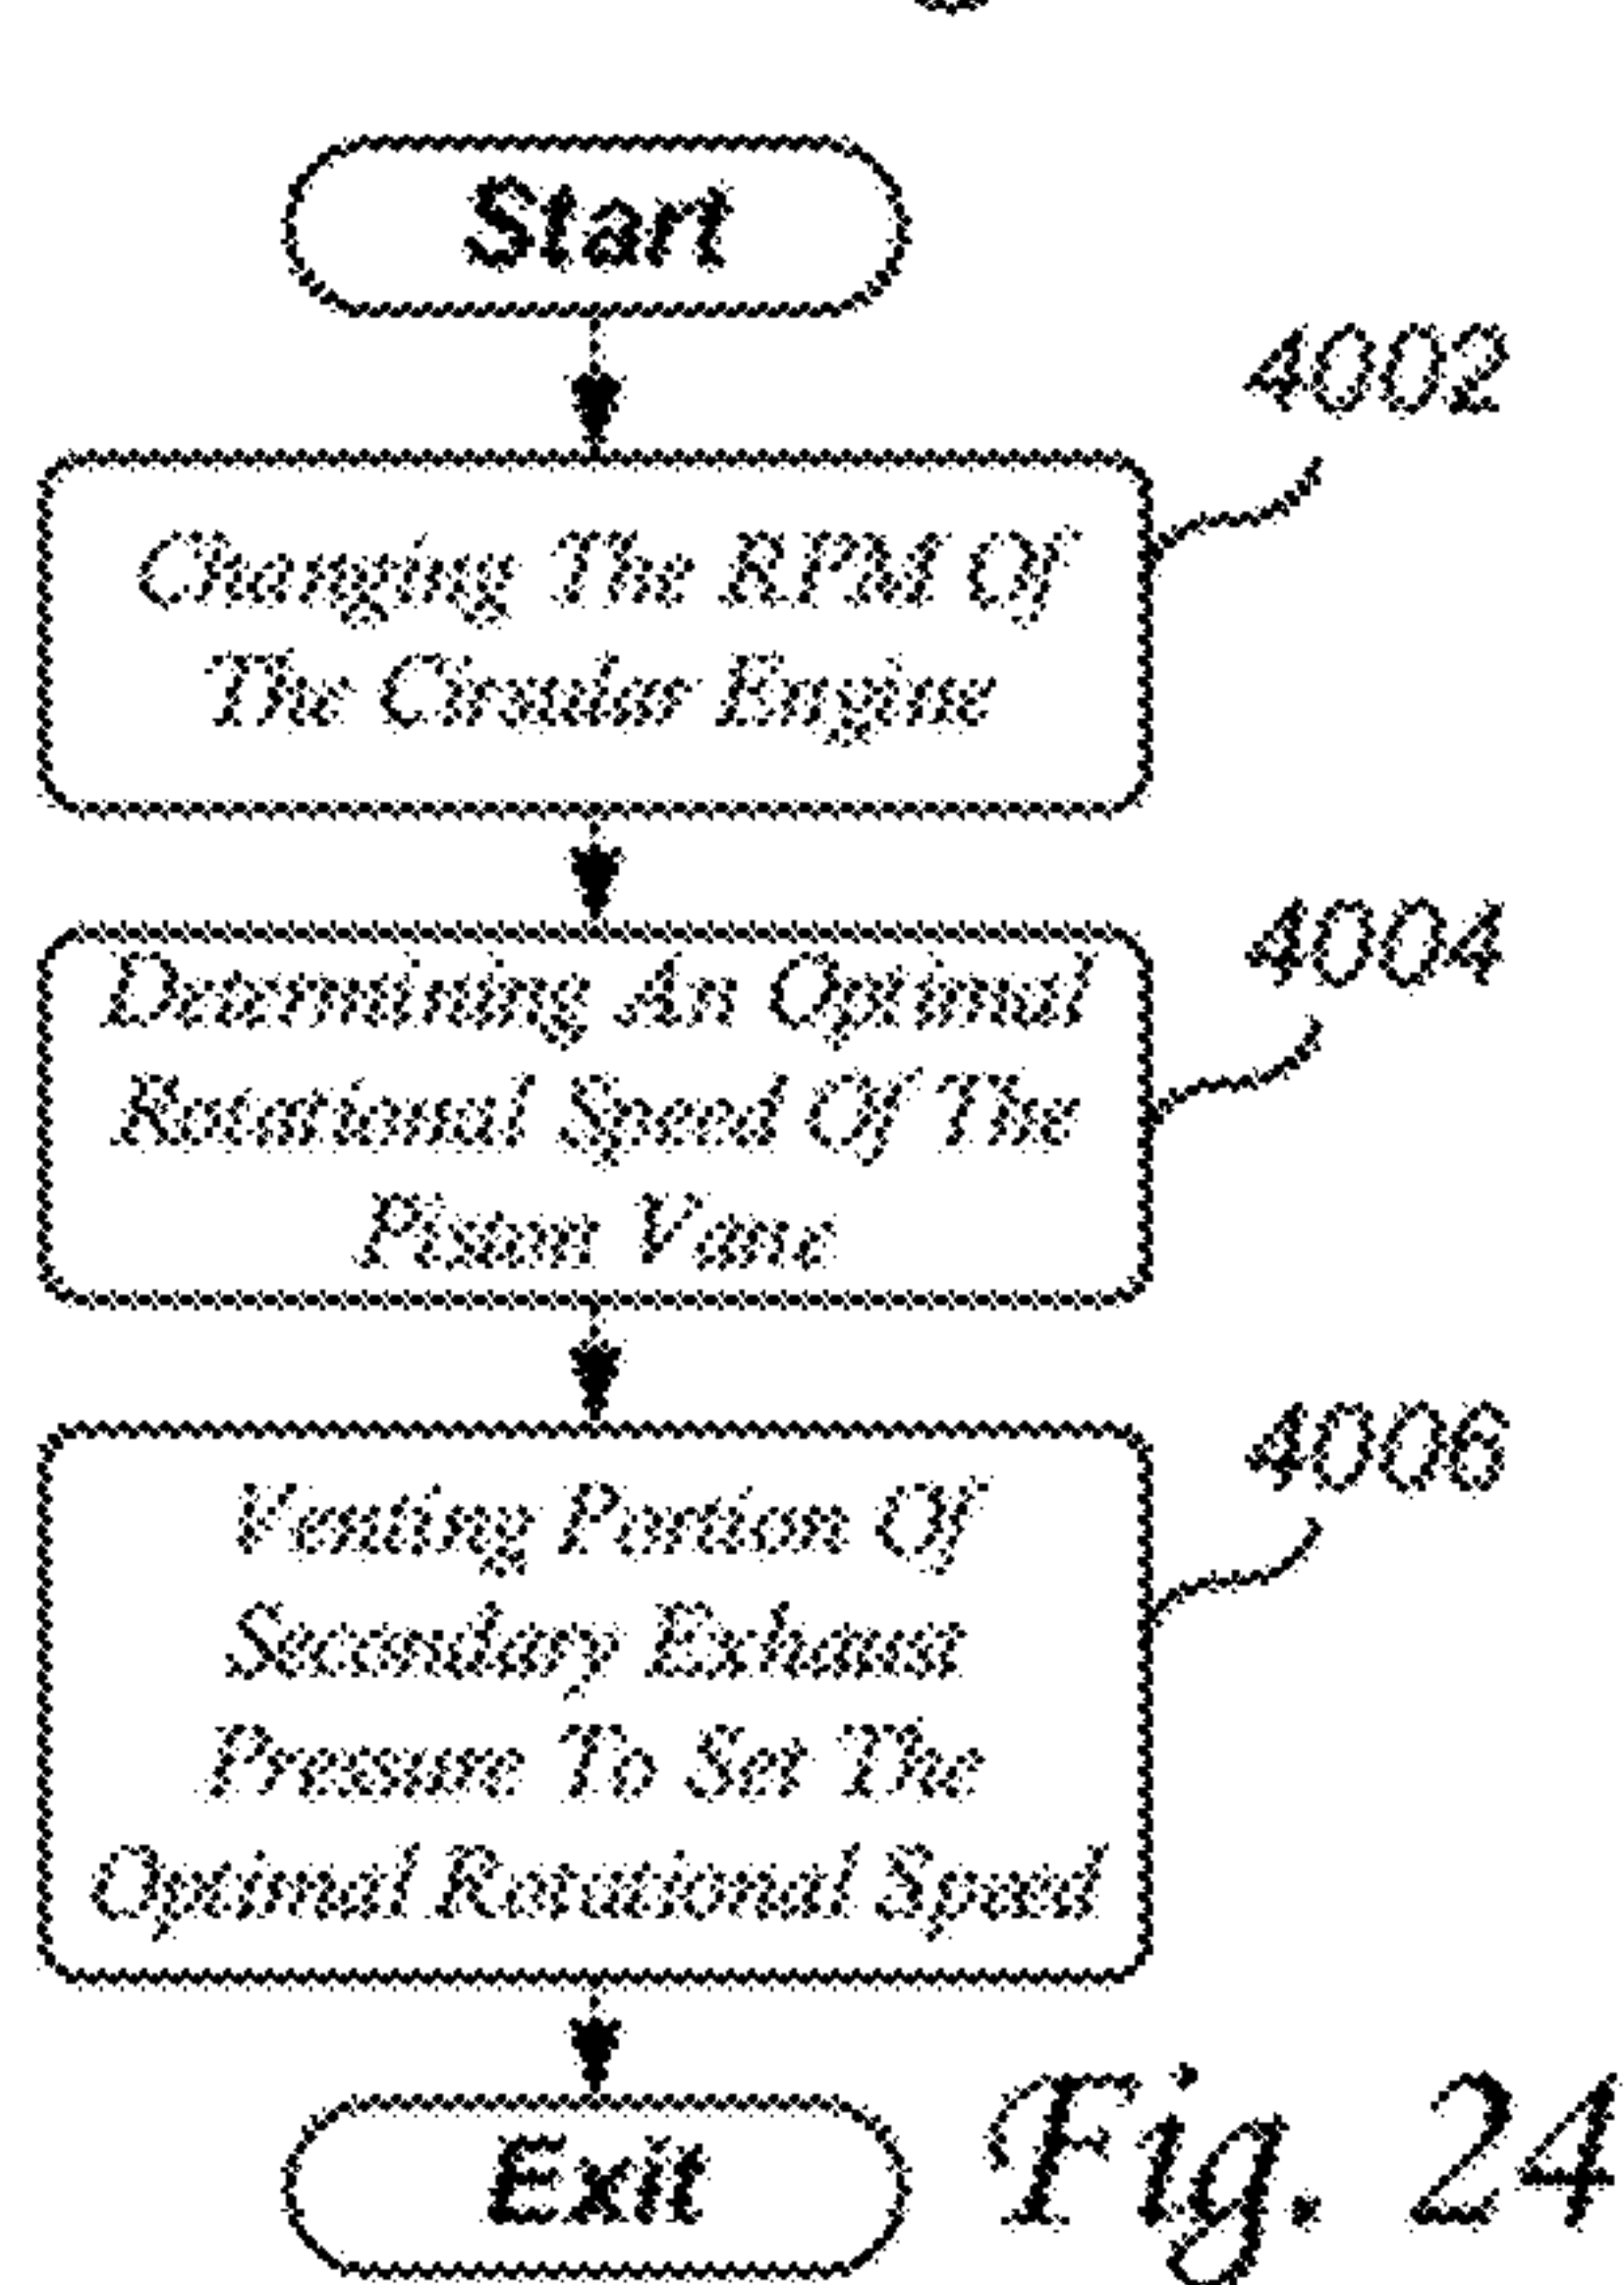 Start
4002
Changing The RPM Of
The Circular Engine
4004
Determining An Optimal
Rotational Speed Of The
Piston Vane
4006
Venting Portion Of
Secondary Exhaust
Pressure To Set The
Optimal Rotational Speed
Exit
Fig. 24